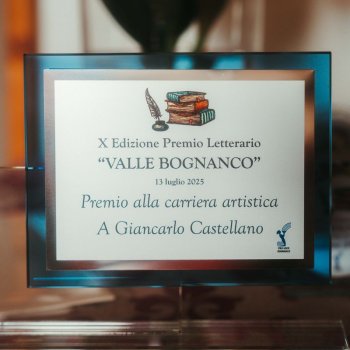 X Edizione Premio Letterario
“VALLE BOGNANCO”
13 luglio 2025
Premio alla carriera artistica
A Giancarlo Castellano